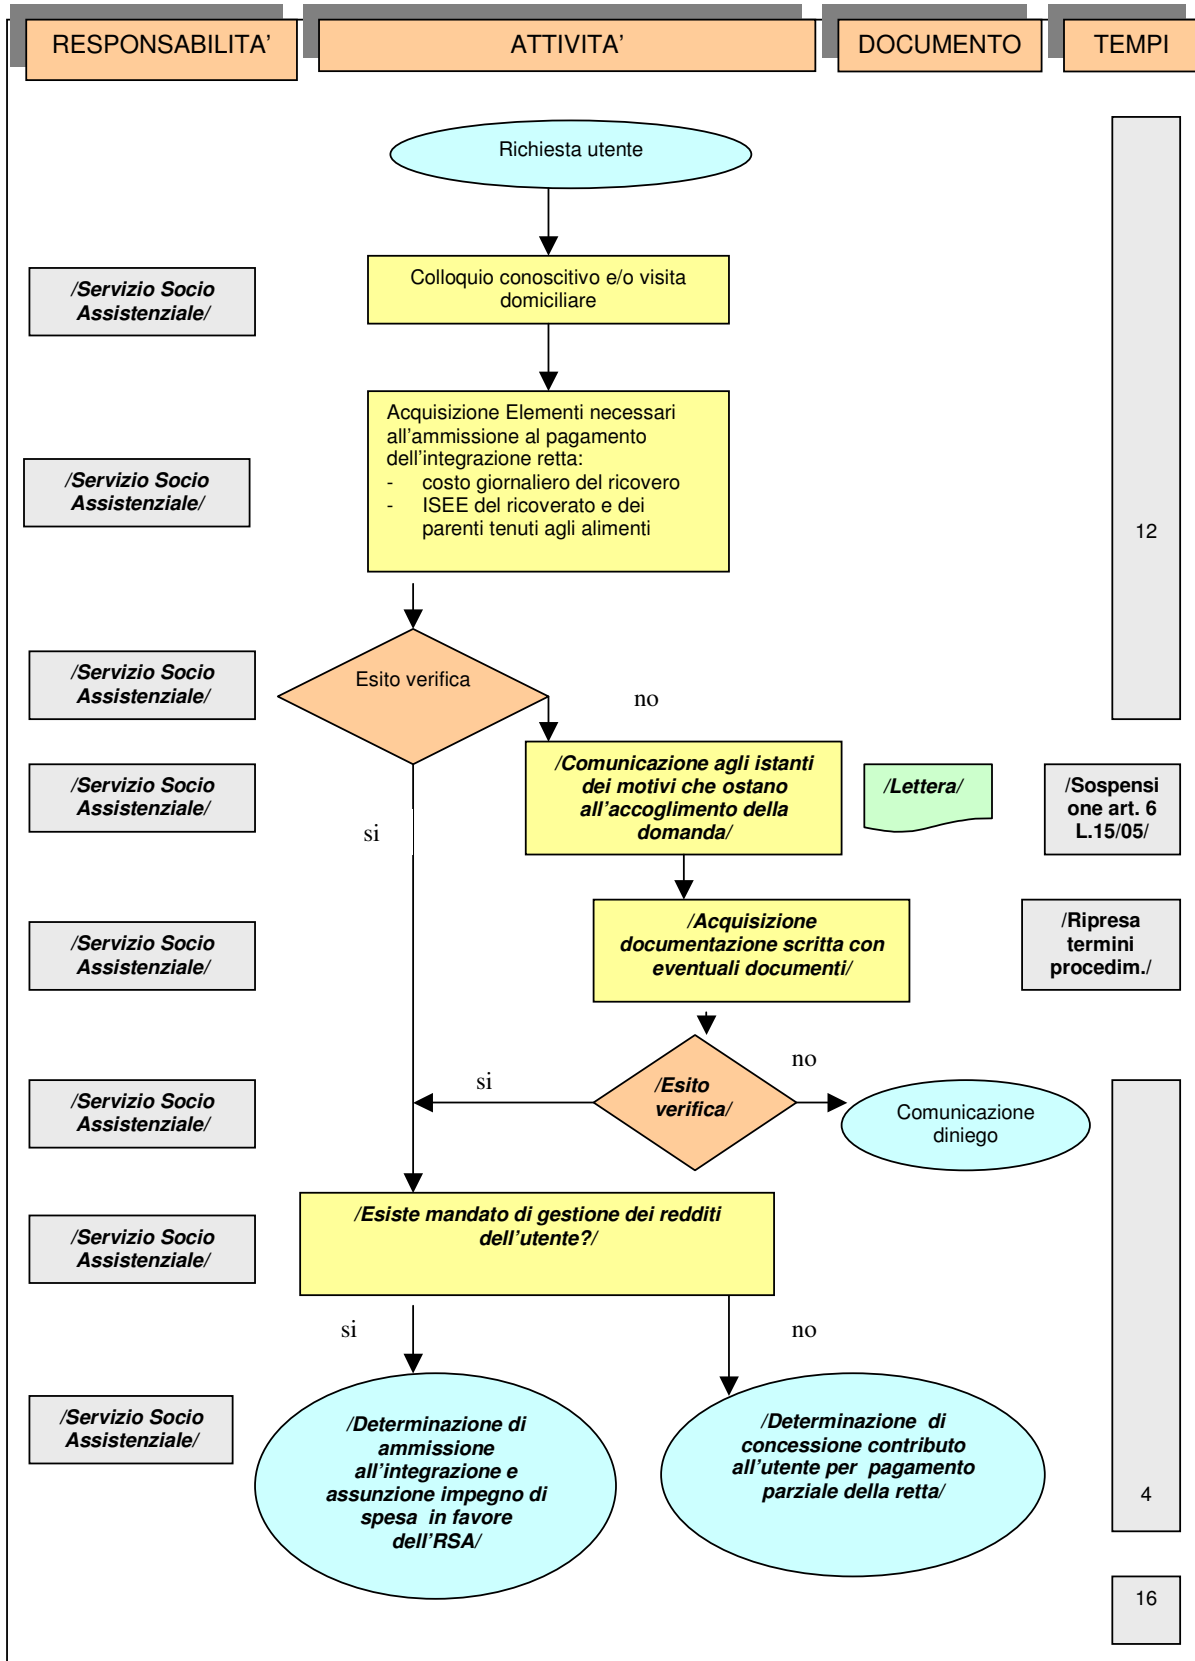 RESPONSABILITA'
ATTIVITA'
DOCUMENTO
TEMPI
Richiesta utente
/Servizio Socio
Assistenziale/
Colloquio conoscitivo e/o visita
domiciliare
/Servizio Socio
Assistenziale/
Acquisizione Elementi necessari
all'ammissione al pagamento
dell'integrazione retta:
- costo giornaliero del ricovero
- ISEE del ricoverato e dei
parenti tenuti agli alimenti
12
/Servizio Socio
Assistenziale/
Esito verifica
no
/Servizio Socio
Assistenziale/
si
/Comunicazione agli istanti
dei motivi che ostano
all'accoglimento della
domanda/
/Lettera/
/Sospensi
one art. 6
L.15/05/
/Servizio Socio
Assistenziale/
/Acquisizione
documentazione scritta con
eventuali documenti/
/Ripresa
termini
procedim./
/Servizio Socio
Assistenziale/
si
/Esito
verifica/
no
Comunicazione
diniego
/Servizio Socio
Assistenziale/
/Esiste mandato di gestione dei redditi
dell'utente?/
si
no
/Servizio Socio
Assistenziale/
/Determinazione di
ammissione
all'integrazione e
assunzione impegno di
spesa in favore
dell'RSA/
/Determinazione di
concessione contributo
all'utente per pagamento
parziale della retta/
4
16